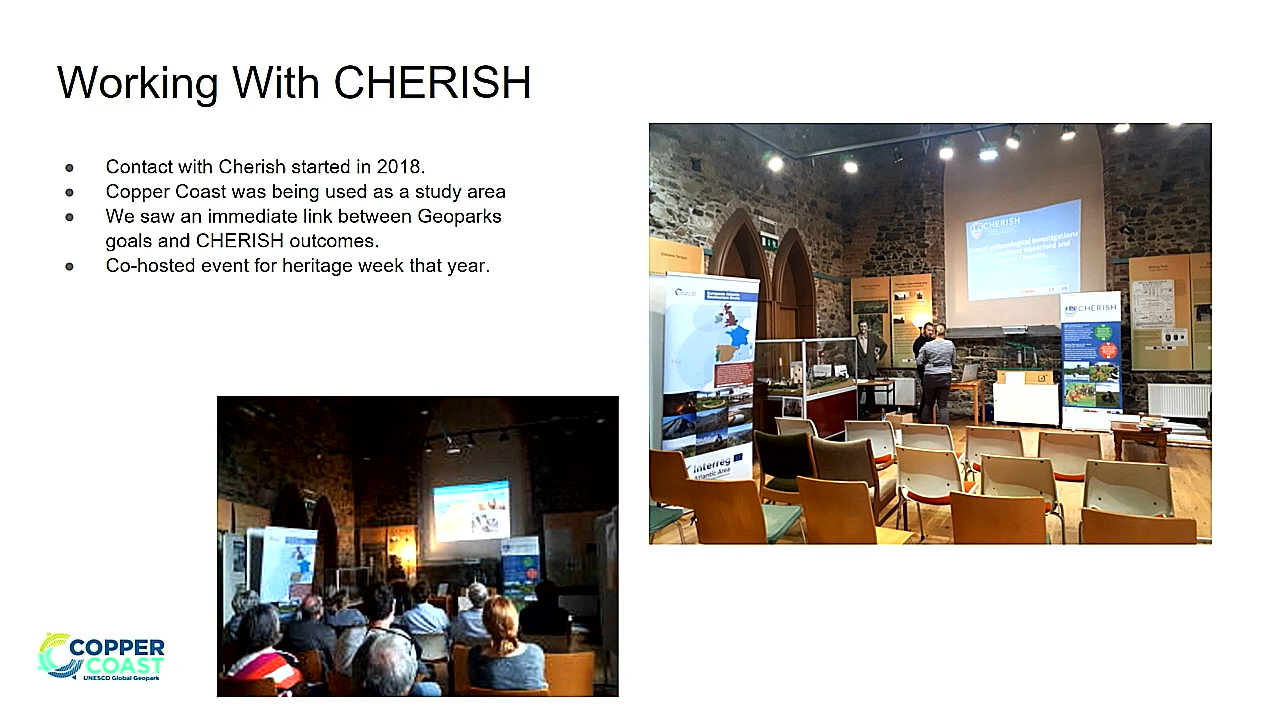 Working With CHERISH
● Contact with Cherish started in 2018.
● Copper Coast was being used as a study area
● We saw an immediate link between Geoparks
goals and CHERISH outcomes.
● Co-hosted event for heritage week that year.
CHERISH
CHERISH
Interreg
Atlantic Area
COPPER
COAST
UNESCO Global Geopark